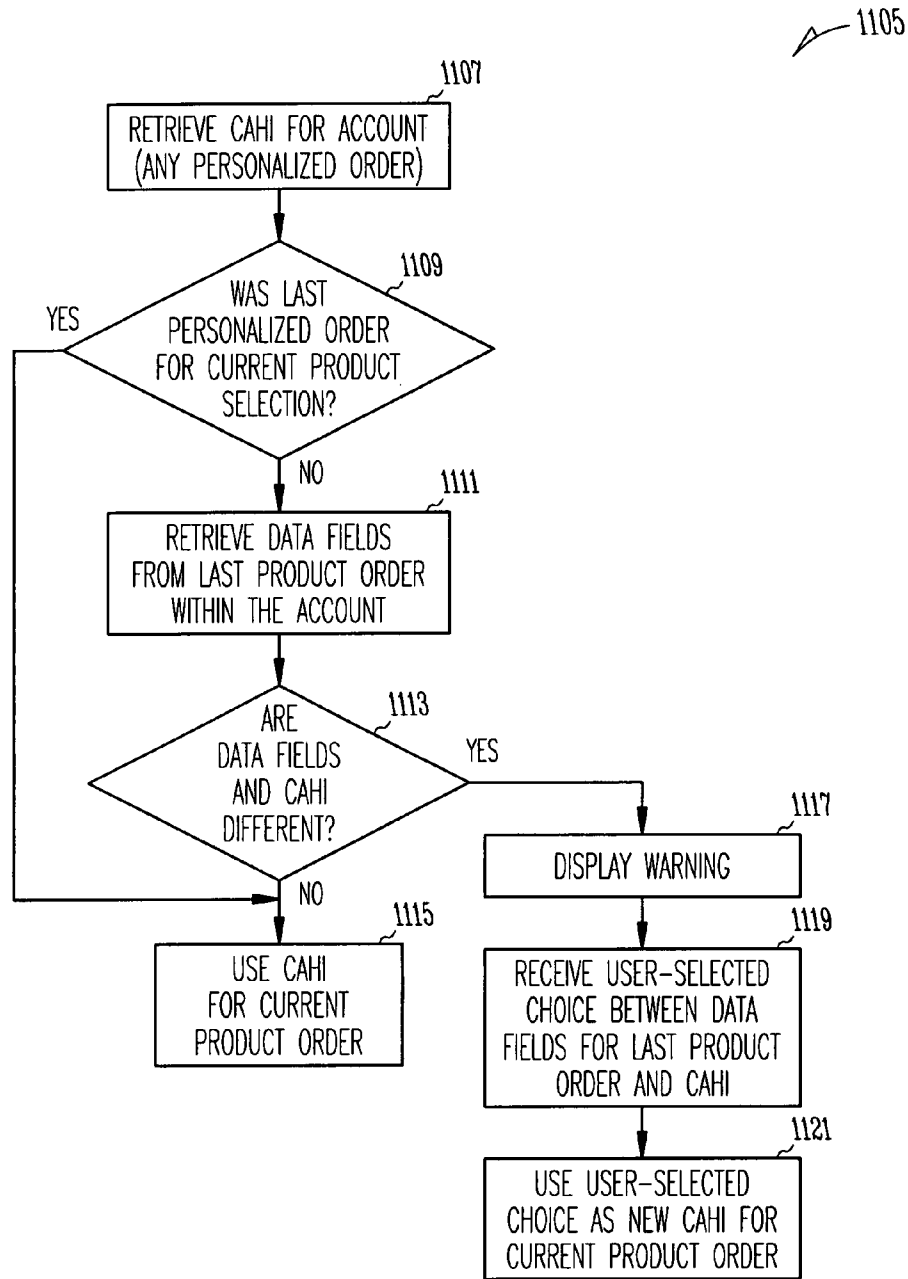 1105
1107
RETRIEVE CAHI FOR ACCOUNT
(ANY PERSONALIZED ORDER)
1109
WAS LAST
PERSONALIZED ORDER
FOR CURRENT PRODUCT
SELECTION?
YES
NO
1111
RETRIEVE DATA FIELDS
FROM LAST PRODUCT ORDER
WITHIN THE ACCOUNT
1113
ARE
DATA FIELDS
AND CAHI
DIFFERENT?
YES
NO
1115
USE CAHI
FOR CURRENT
PRODUCT ORDER
1117
DISPLAY WARNING
1119
RECEIVE USER-SELECTED
CHOICE BETWEEN DATA
FIELDS FOR LAST PRODUCT
ORDER AND CAHI
1121
USE USER-SELECTED
CHOICE AS NEW CAHI FOR
CURRENT PRODUCT ORDER